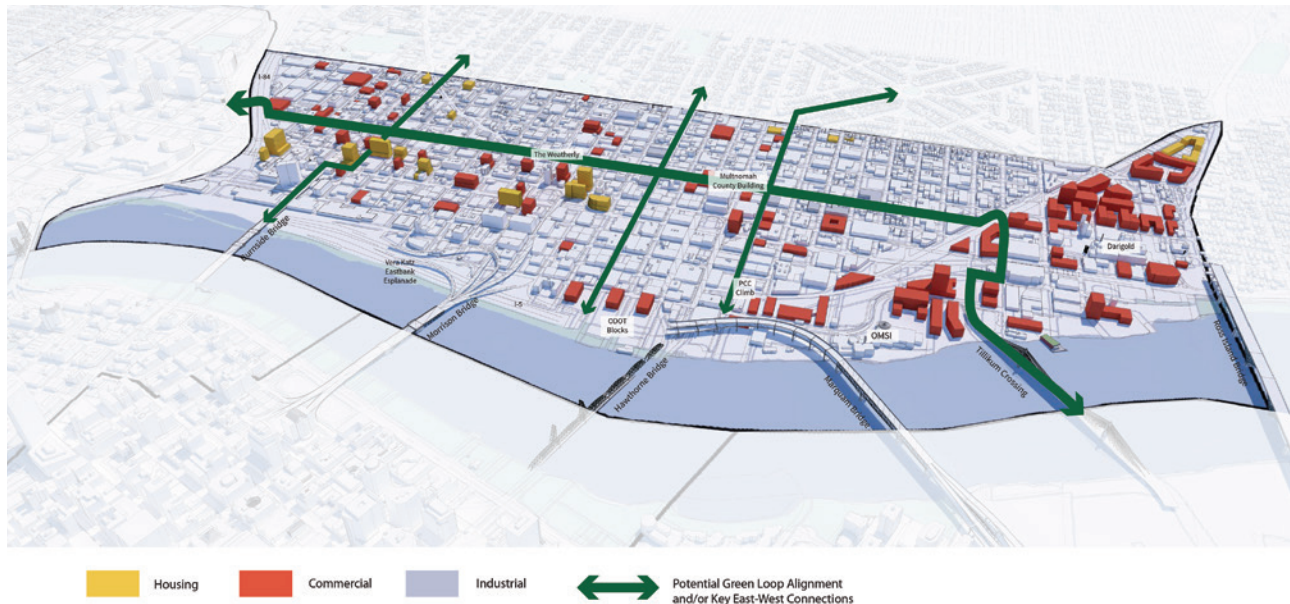 I-84
The Weatherly
Multnomah
County Building
Burnside Bridge
Vera Katz
Eastbank
Esplanade
Morrison Bridge
I-5
ODOT
Blocks
Hawthorne Bridge
PCC
Climb
Marquam Bridge
OMSI
Darigold
Tillikum Crossing
Ross Island Bridge
Housing
Commercial
Industrial
Potential Green Loop Alignment
and/or Key East-West Connections